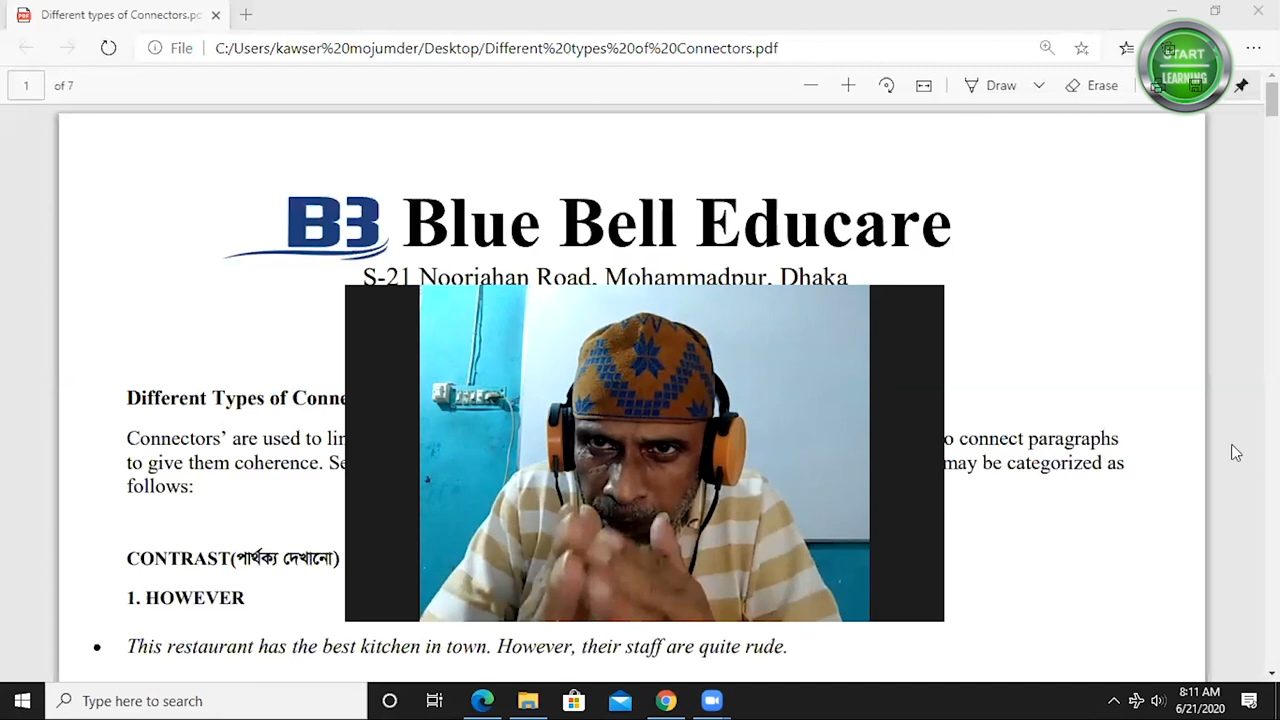 Different types of Connectors.pd
File
C:/Users/kawser%20mojumder/Desktop/Different%20types%20of%20Connectors.pdf
START
LEARNING
1 of 7
Draw
Erase
B3 Blue Bell Educare
S-21 Noorjahan Road, Mohammadpur, Dhaka
Different Types of Conne
Connectors’ are used to lin o connect paragraphs
to give them coherence. Se may be categorized as
follows:
CONTRAST(পার্থক্য দেখানো)
1. HOWEVER
• This restaurant has the best kitchen in town. However, their staff are quite rude.
Type here to search
8:11 AM
6/21/2020